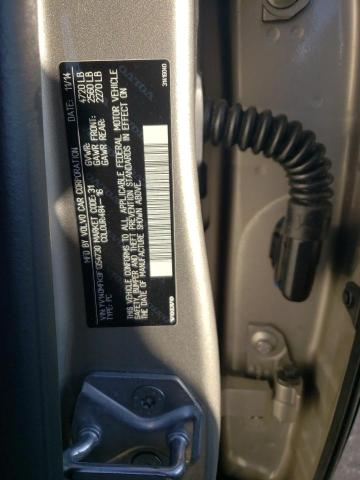 MFD BY VOLVO CAR CORPORATION DATE: 11/14
GVWR: 4720 LB
GAWR FRONT: 2560 LB
GAWR REAR: 2270 LB
THIS VEHICLE CONFORMS TO ALL APPLICABLE FEDERAL MOTOR VEHICLE
SAFETY, BUMPER AND THEFT PREVENTION STANDARDS IN EFFECT ON
THE DATE OF MANUFACTURE SHOWN ABOVE.
MARKET CODE: 31
TYPE: PC COLOUR: 484-16
VOLVO
31419340